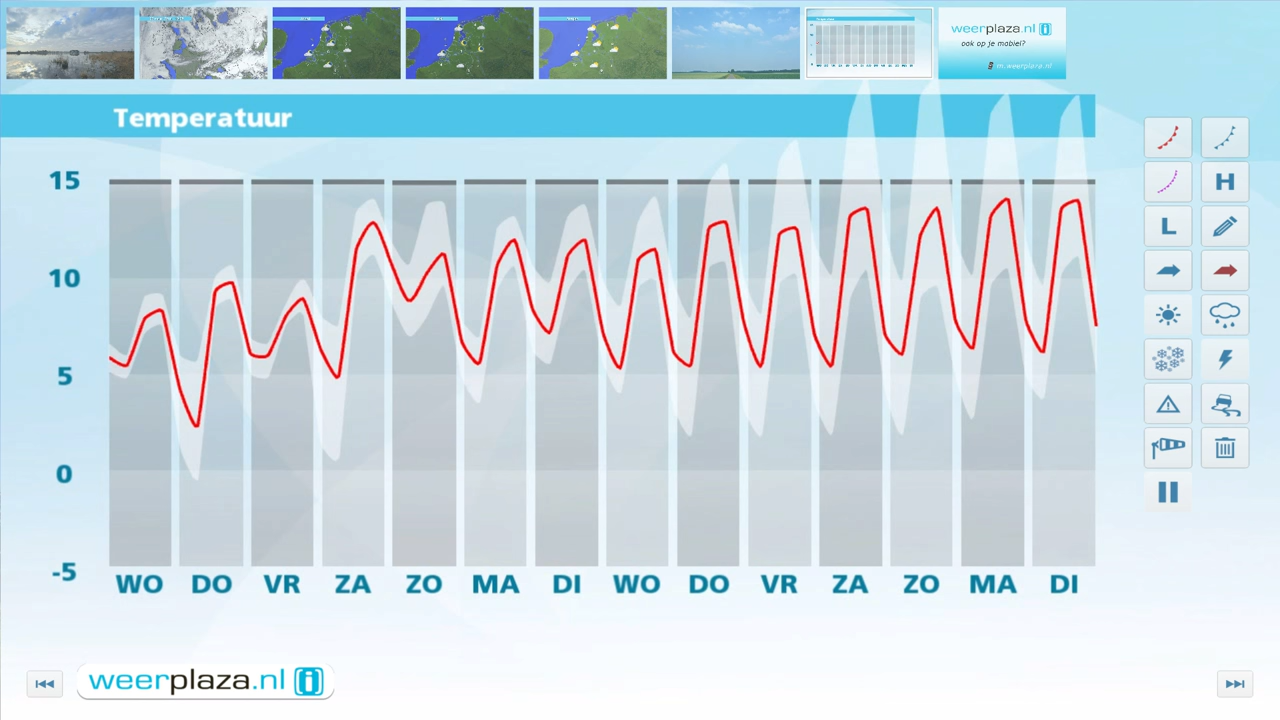 weerplaza.nl i
ook op je mobiel?
m.weerplaza.nl
Temperatuur
15
10
5
0
-5
WO DO VR ZA ZO MA DI WO DO VR ZA ZO MA DI
H
L
weerplaza.nl i